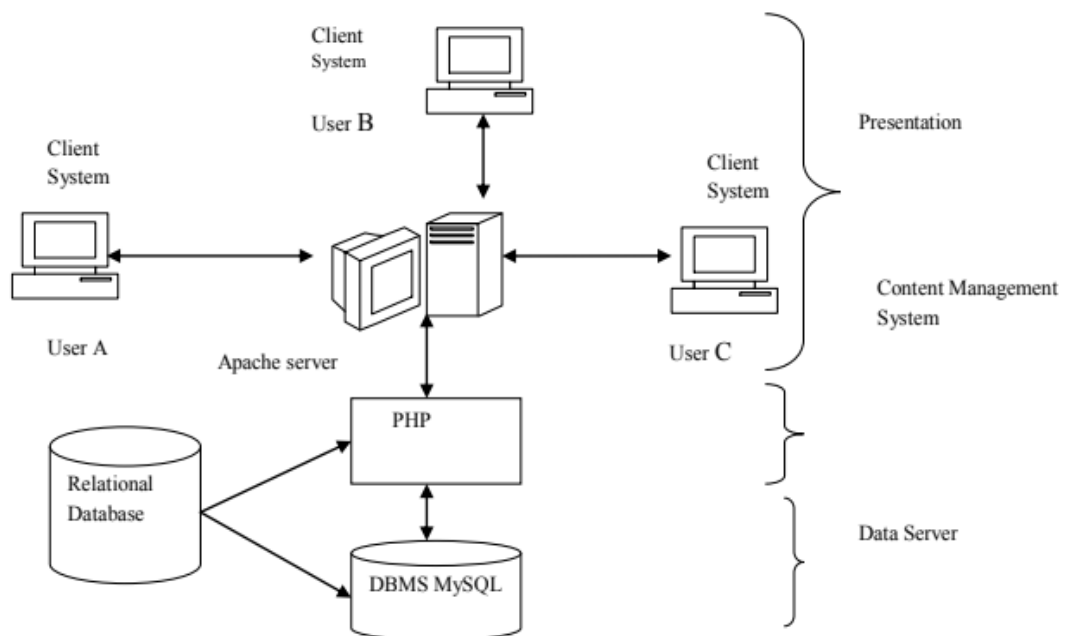 Client
System
User B
Presentation
Client
System
Client
System
Content Management
System
User A
Apache server
User C
PHP
Relational
Database
Data Server
DBMS MySQL